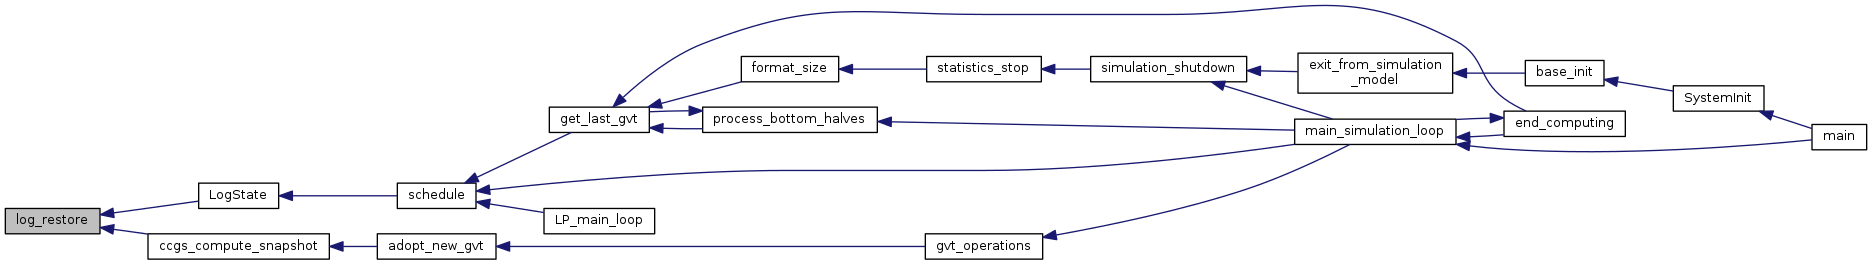 log_restore
LogState
ccgs_compute_snapshot
schedule
adopt_new_gvt
get_last_gvt
LP_main_loop
format_size
process_bottom_halves
statistics_stop
gvt_operations
simulation_shutdown
exit_from_simulation
_model
main_simulation_loop
base_init
end_computing
SystemInit
main